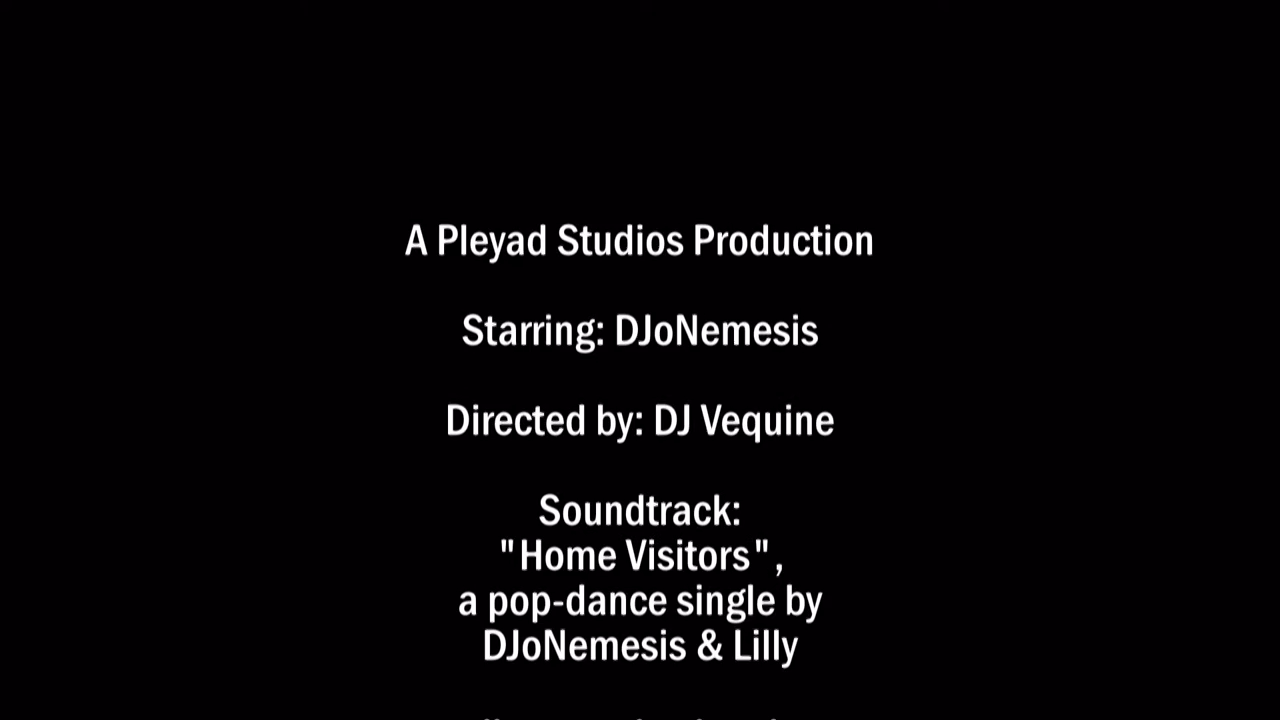 A Pleyad Studios Production
Starring: DJoNemesis
Directed by: DJ Vequine
Soundtrack:
"Home Visitors",
a pop-dance single by
DJoNemesis & Lilly